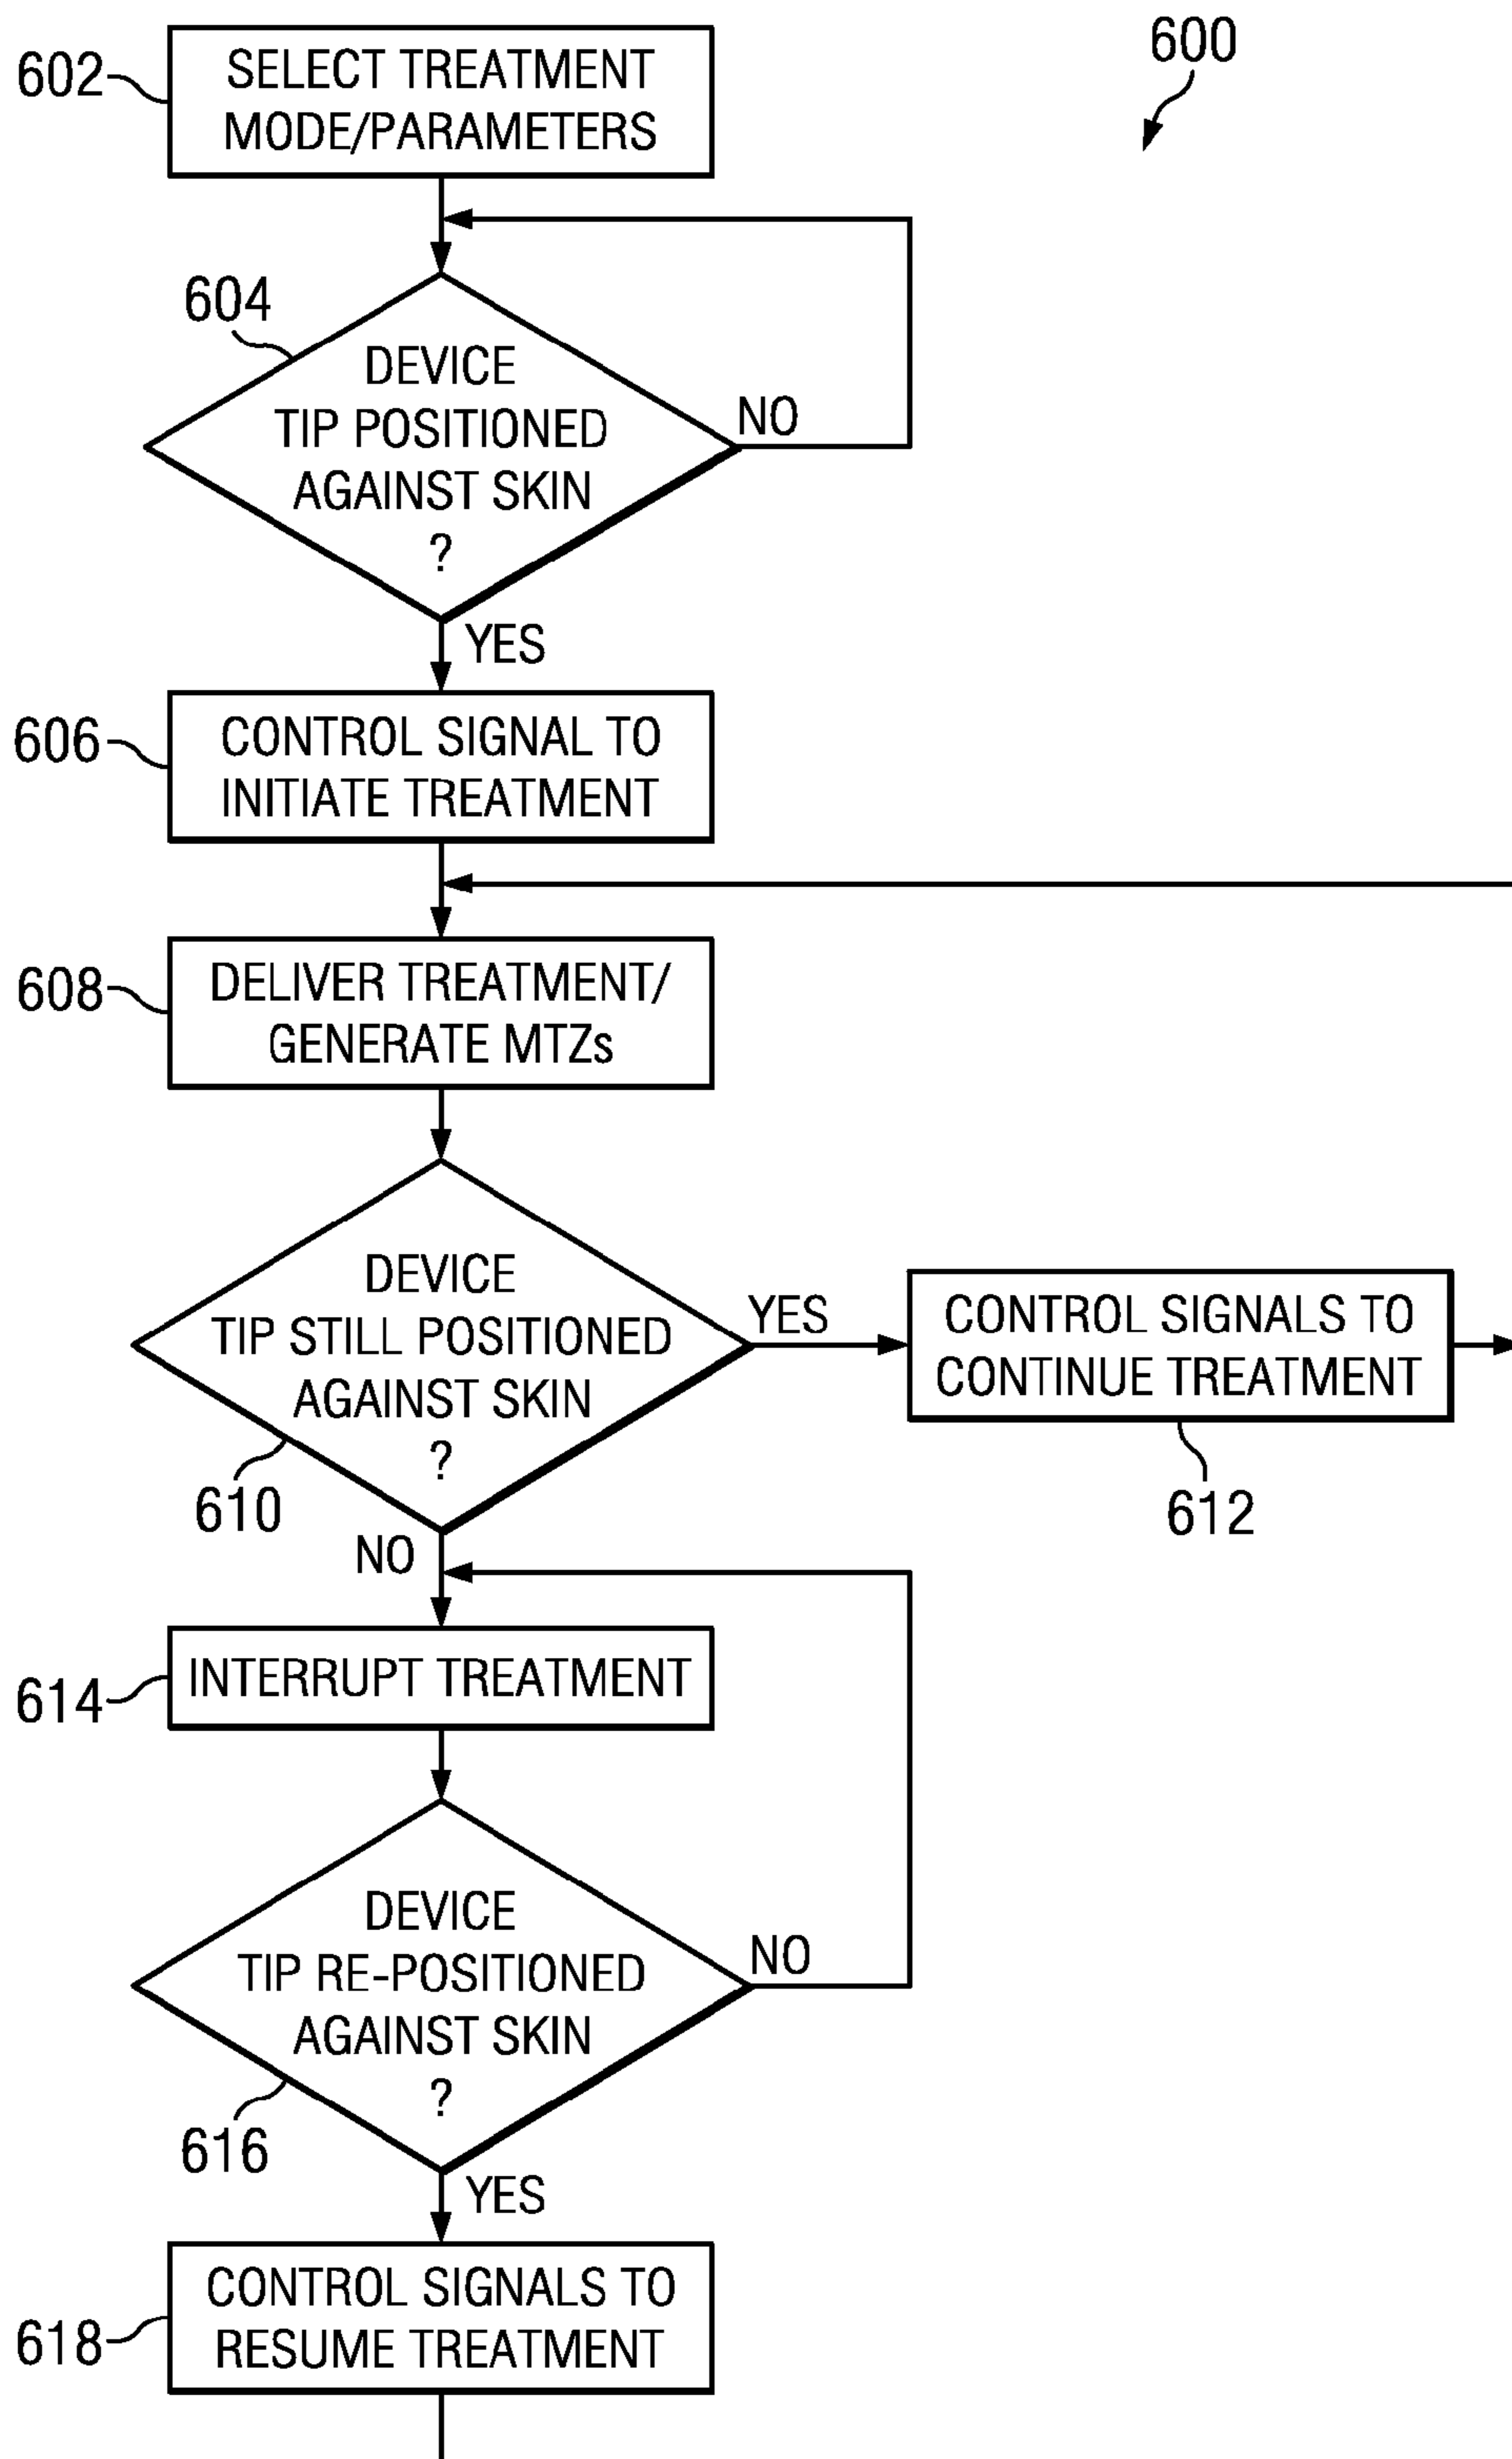 600
602
SELECT TREATMENT
MODE/PARAMETERS
604
DEVICE
TIP POSITIONED
AGAINST SKIN
?
NO
YES
606
CONTROL SIGNAL TO
INITIATE TREATMENT
608
DELIVER TREATMENT/
GENERATE MTZs
DEVICE
TIP STILL POSITIONED
AGAINST SKIN
?
610
YES
CONTROL SIGNALS TO
CONTINUE TREATMENT
612
NO
614
INTERRUPT TREATMENT
DEVICE
TIP RE-POSITIONED
AGAINST SKIN
?
616
NO
YES
618
CONTROL SIGNALS TO
RESUME TREATMENT